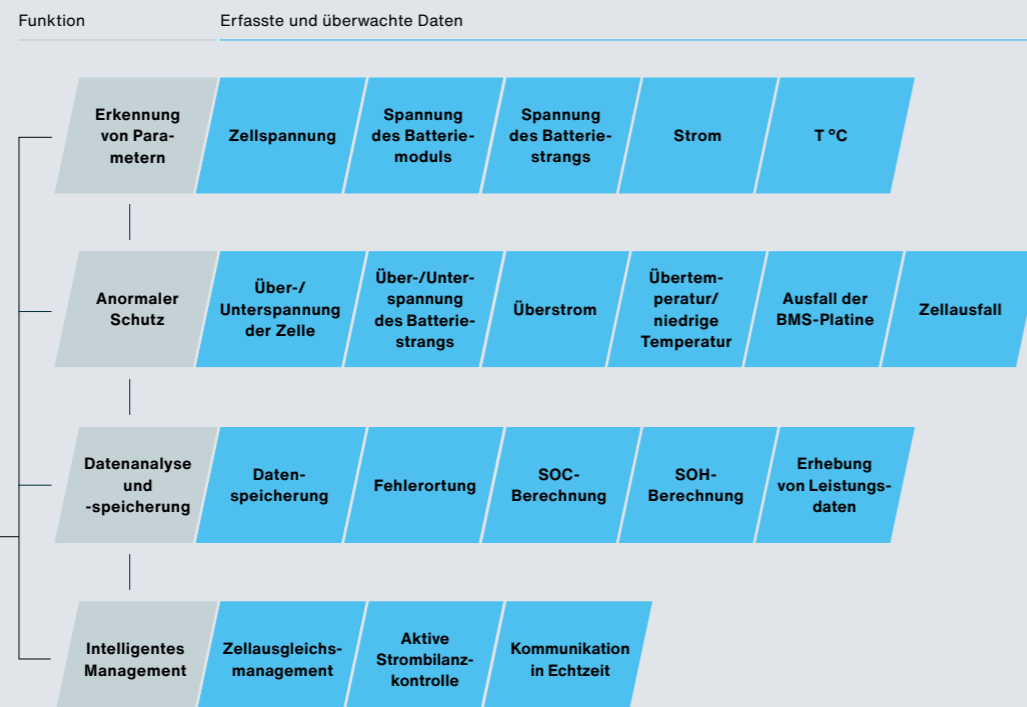 Funktion
Erfasste und überwachte Daten
Erkennung
von Para-
metern
Zellspannung
Spannung
des Batterie-
moduls
Spannung
des Batterie-
strangs
Strom
T °C
Anormaler
Schutz
Über-/
Unterspannung
der Zelle
Über-/Unter-
spannung
des Batterie-
strangs
Überstrom
Übertem-
peratur/
niedrige
Temperatur
Ausfall der
BMS-Platine
Zellausfall
Datenanalyse
und
-speicherung
Daten-
speicherung
Fehlerortung
SOC-
Berechnung
SOH-
Berechnung
Erhebung
von Leistungs-
daten
Intelligentes
Management
Zellausgleichs-
management
Aktive
Strombilanz-
kontrolle
Kommunikation
in Echtzeit